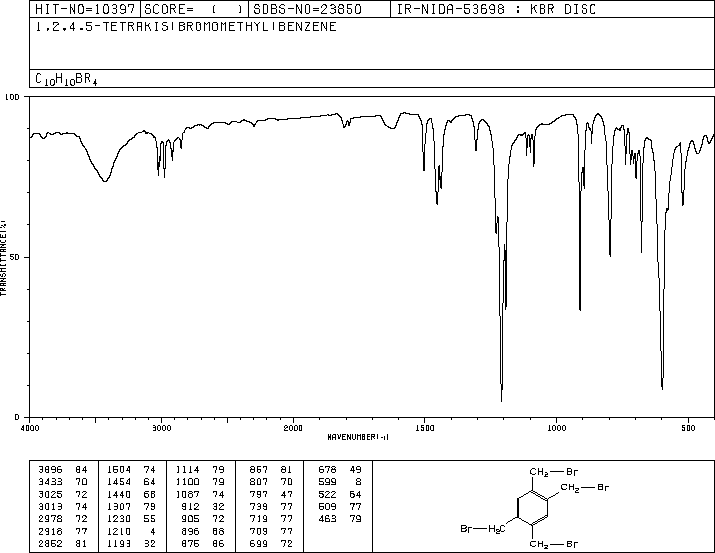 HIT-NO=10397 SCORE= ( ) SDBS-NO=23850 IR-NIDA-53698 : KBR DISC
1,2,4,5-TETRAKIS(BROMOMETHYL)BENZENE
C10H10BR4
100
50
0
TRANSMITTANCE(%)
4000 3000 2000 1500 1000 500
WAVENUMBER(-1)
3896 84 1504 74 1114 79 867 81 678 49
3433 70 1454 64 1100 79 807 70 599 8
3025 72 1440 68 1087 74 797 47 522 64
3013 74 1307 79 912 32 739 77 509 77
2978 72 1230 55 905 72 719 77 463 79
2918 77 1210 4 896 68 709 77
2852 81 1193 32 875 86 699 72
CH2-Br
CH2-Br
Br-H2C
CH2-Br